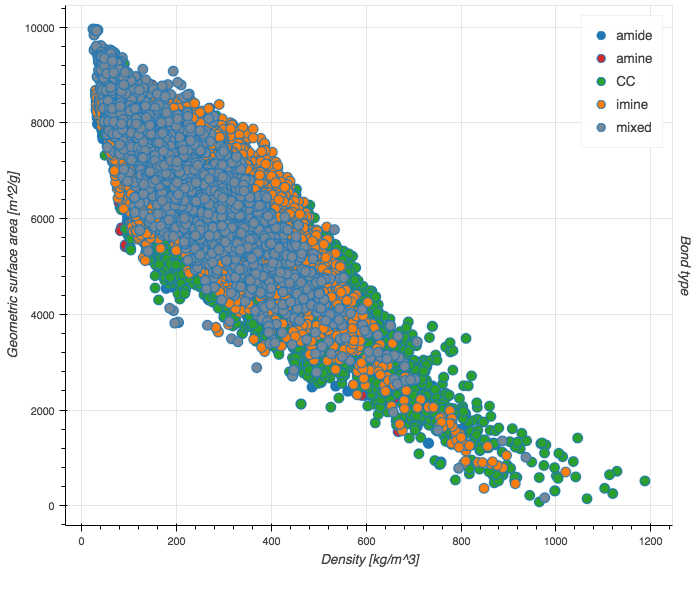 10000
8000
6000
4000
2000
0
Geometric surface area [m^2/g]
0 200 400 600 800 1000 1200
Density [kg/m^3]
amide
amine
CC
imine
mixed
Bond type